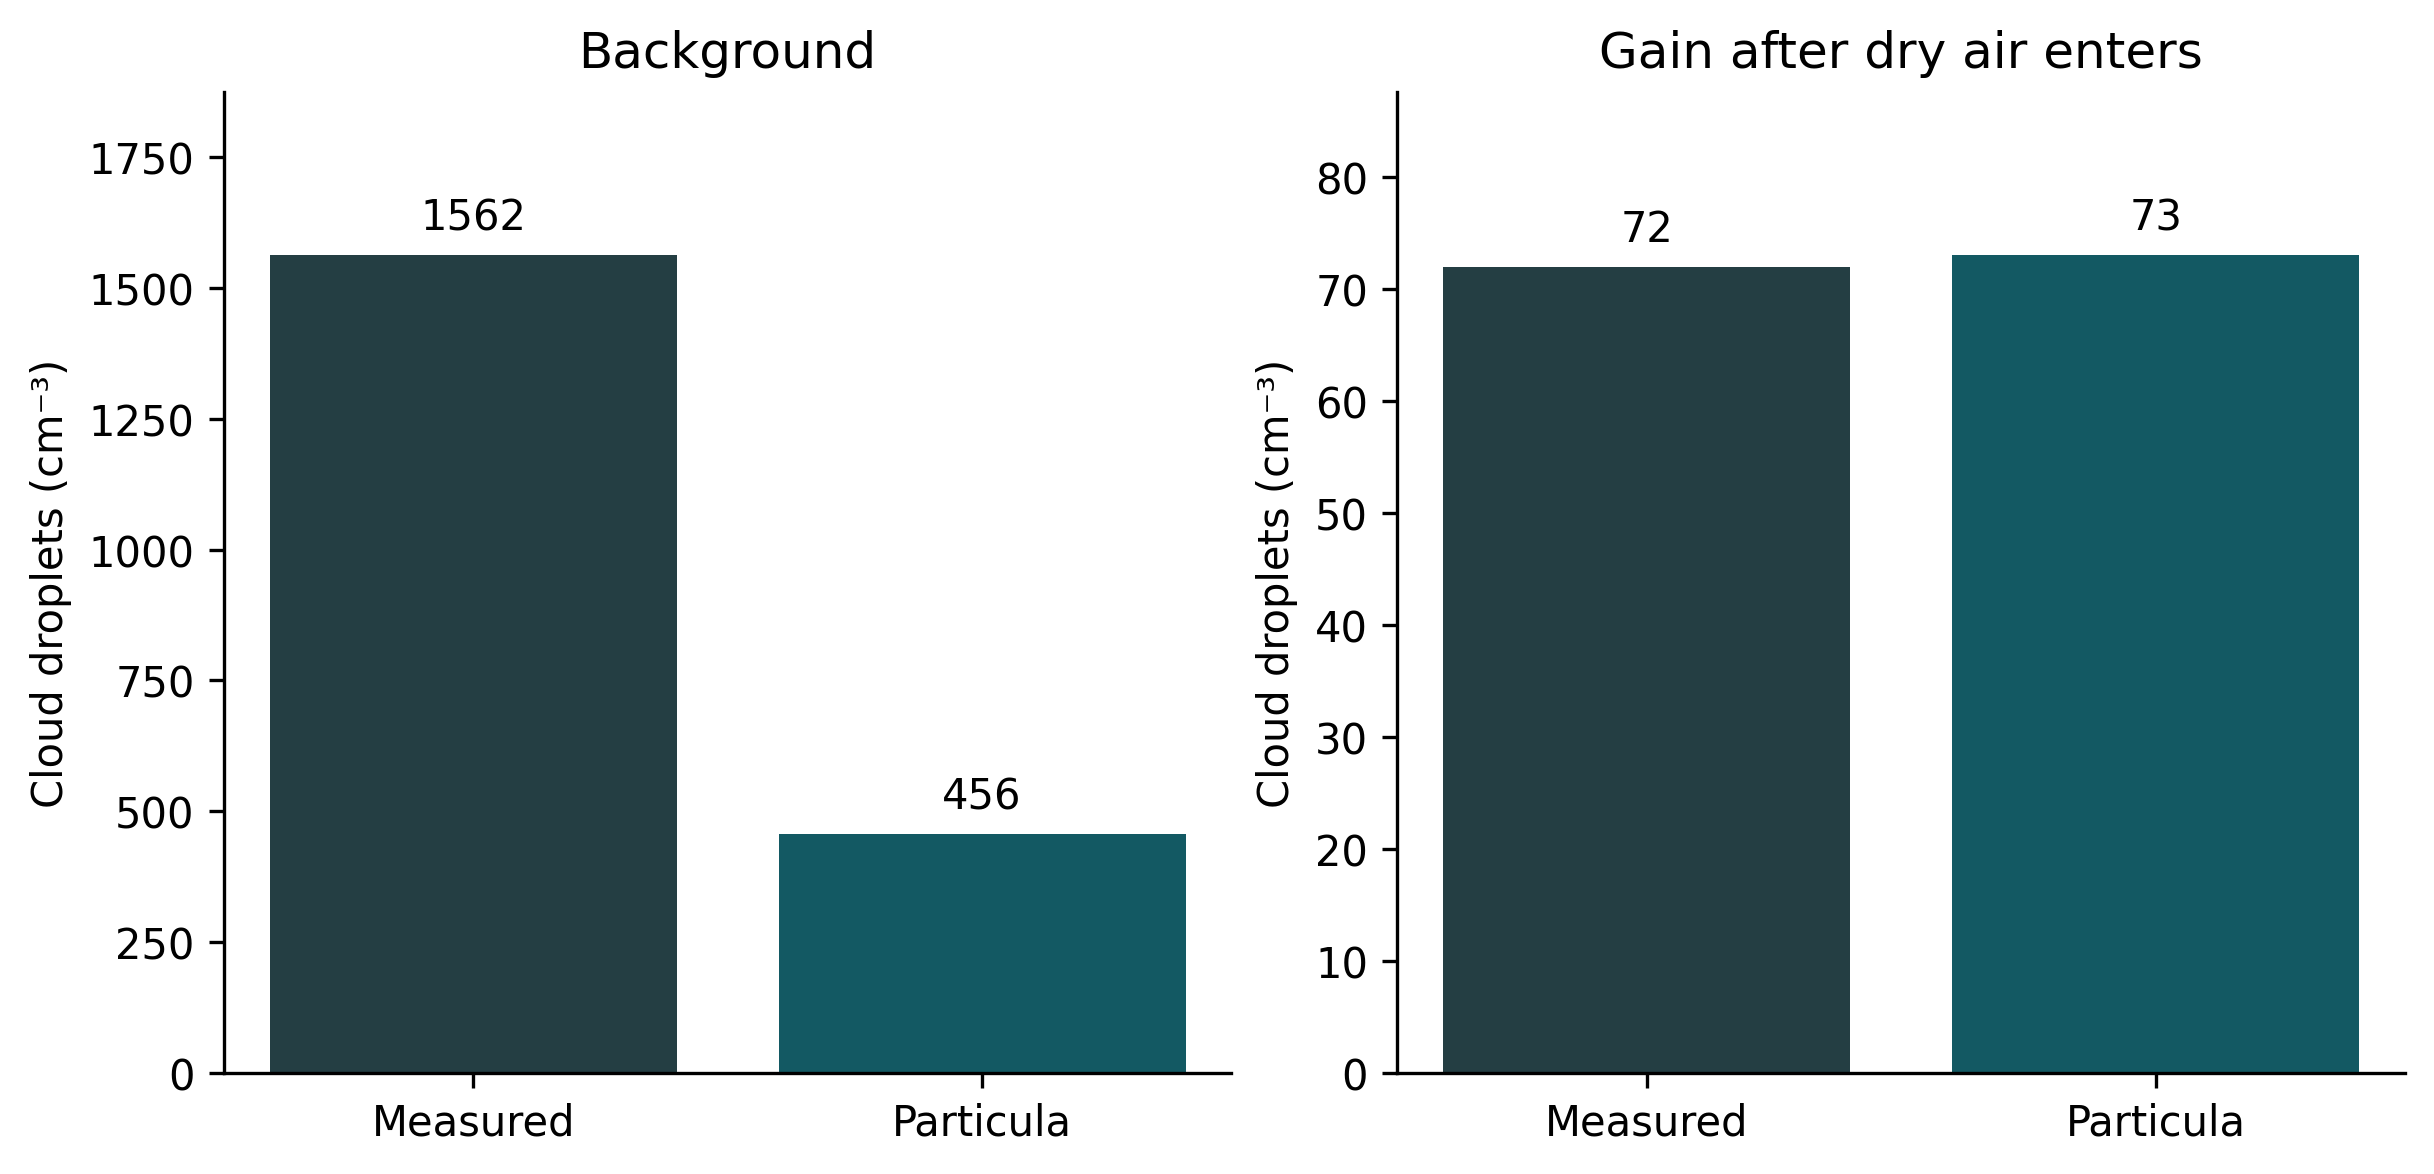 Background
Cloud droplets (cm⁻³)
1750
1500
1250
1000
750
500
250
0
1562
456
Measured
Particula
Gain after dry air enters
Cloud droplets (cm⁻³)
80
70
60
50
40
30
20
10
0
72
73
Measured
Particula